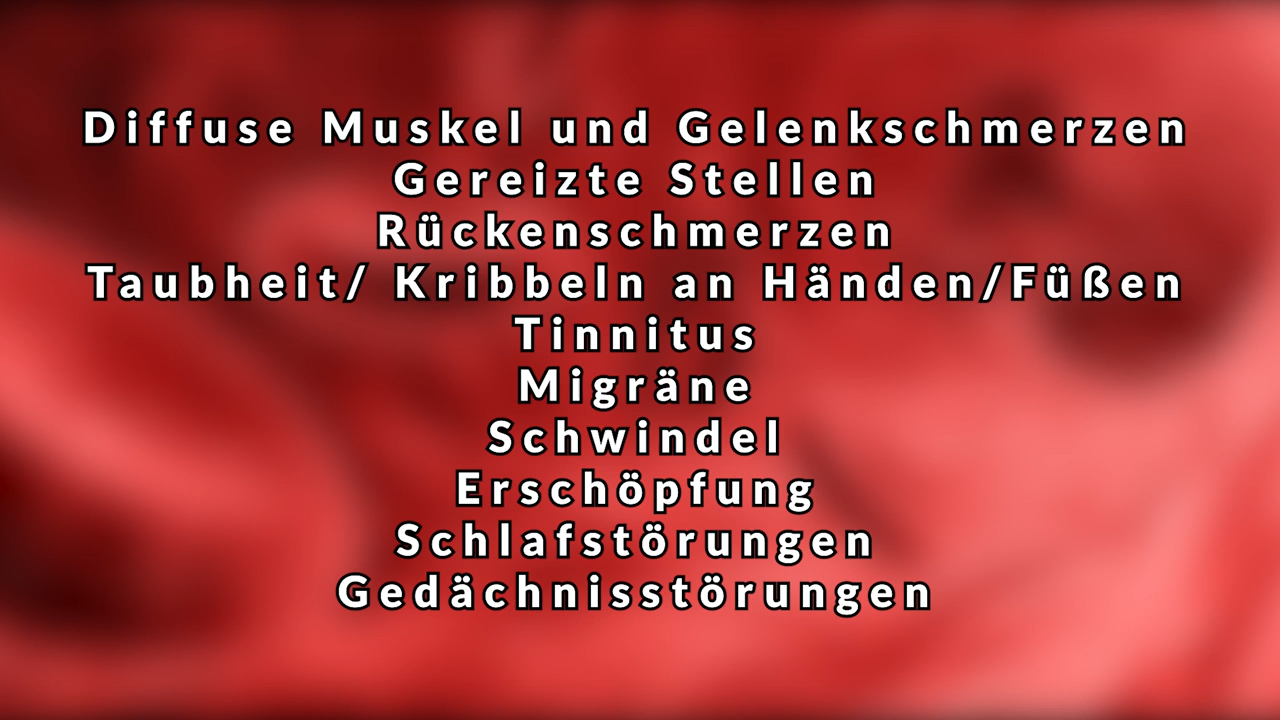 Diffuse Muskel und Gelenkschmerzen
Gereizte Stellen
Rückenschmerzen
Taubheit/ Kribbeln an Händen/Füßen
Tinnitus
Migräne
Schwindel
Erschöpfung
Schlafstörungen
Gedächnisstörungen